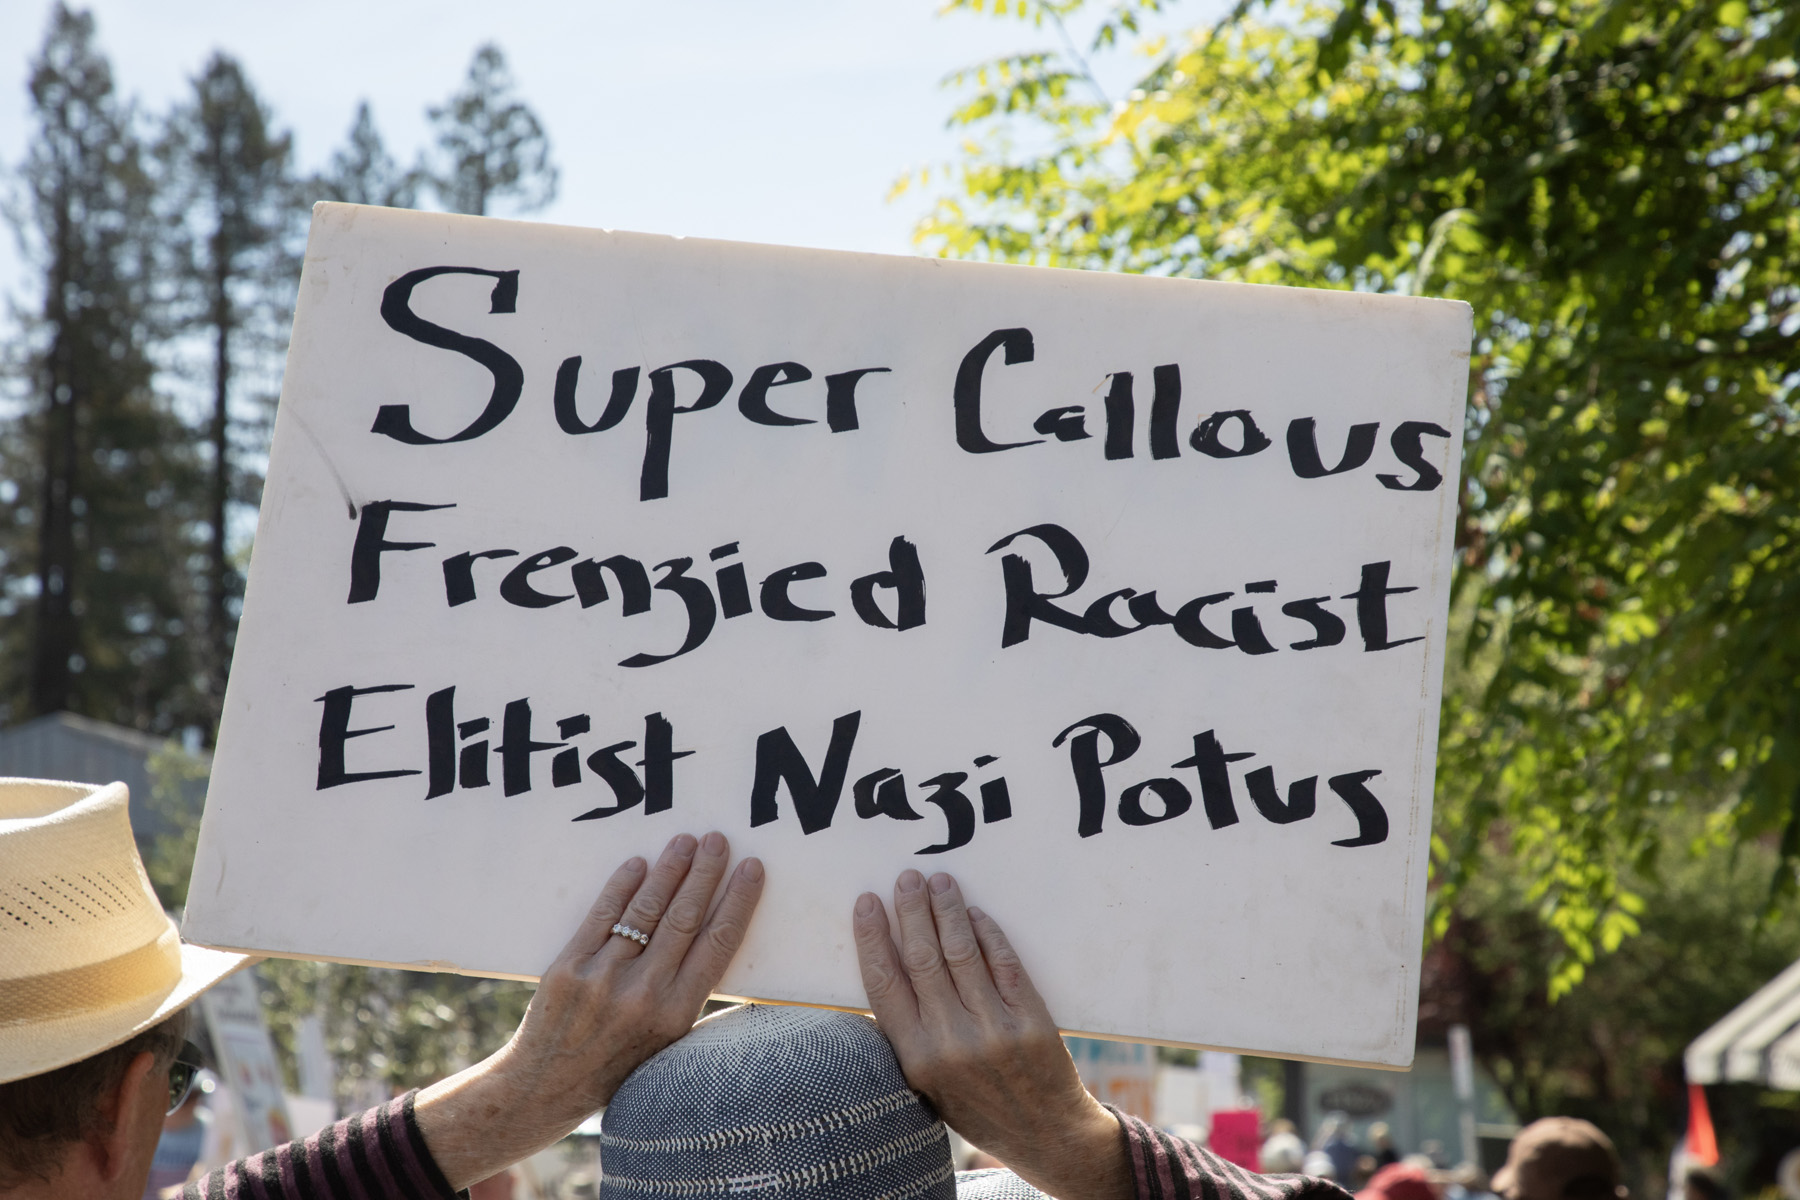 Super Callous
Frenzied Racist
Elitist Nazi Potus